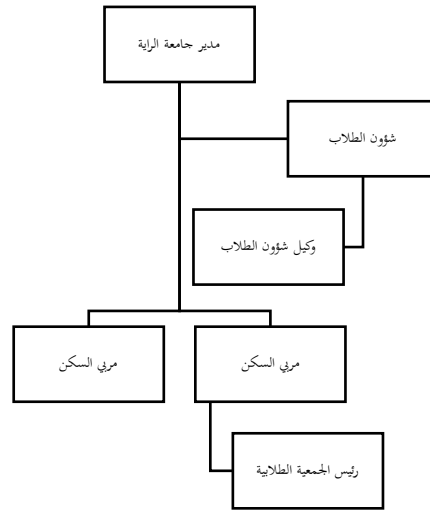 مدير جامعة الراية
شؤون الطلاب
وكيل شؤون الطلاب
مربي السكن
مربي السكن
رئيس الجمعية الطلابية